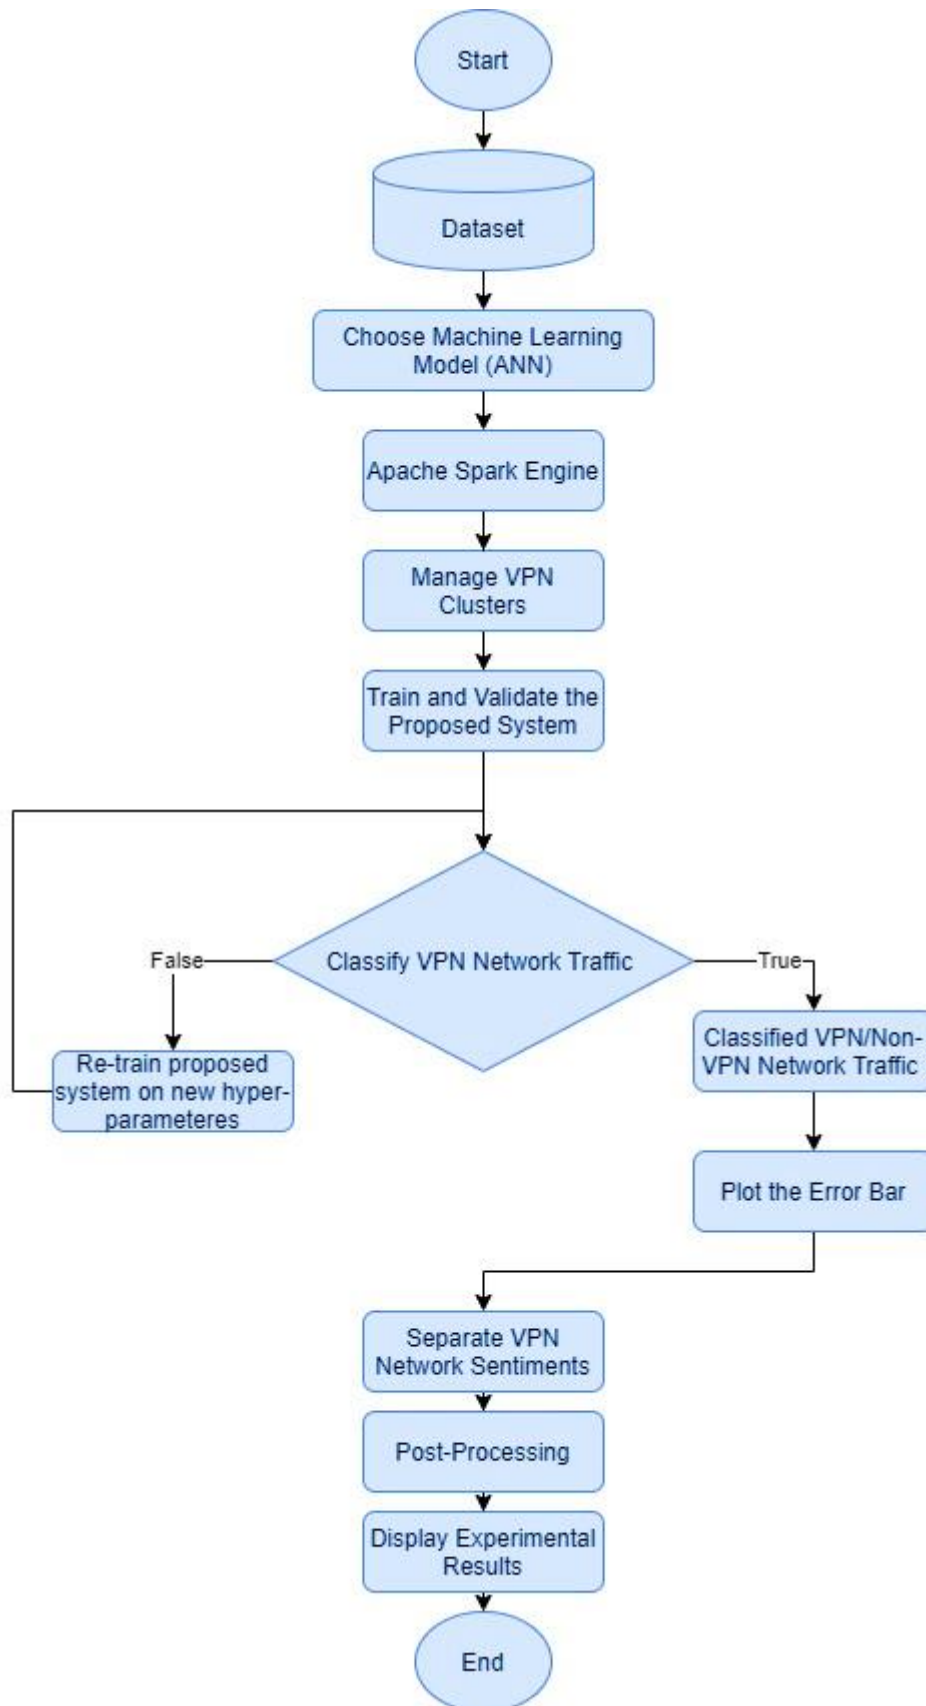 Start
Dataset
Choose Machine Learning
Model (ANN)
Apache Spark Engine
Manage VPN
Clusters
Train and Validate the
Proposed System
Classify VPN Network Traffic
False
True
Re-train proposed
system on new hyper-
parameteres
Classified VPN/Non-
VPN Network Traffic
Plot the Error Bar
Separate VPN
Network Sentiments
Post-Processing
Display Experimental
Results
End